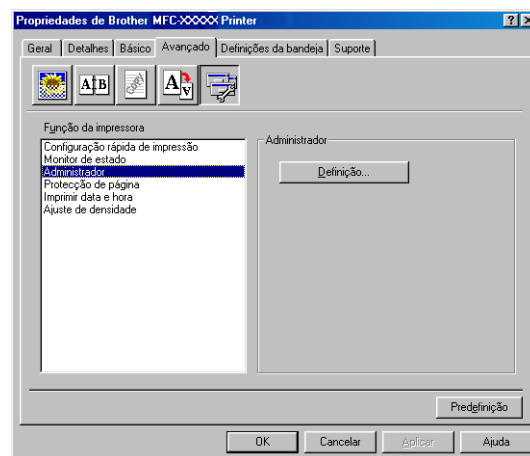 Propriedades de Brother MFC-XXXXX Printer
Geral Detalhes Básico Avançado Definições da bandeja Suporte
A B
A A
Função da impressora
Configuração rápida de impressão
Monitor de estado
Administrador
Protecção de página
Imprimir data e hora
Ajuste de densidade
Administrador
Definição...
Predefinição
OK Cancelar Aplicar Ajuda